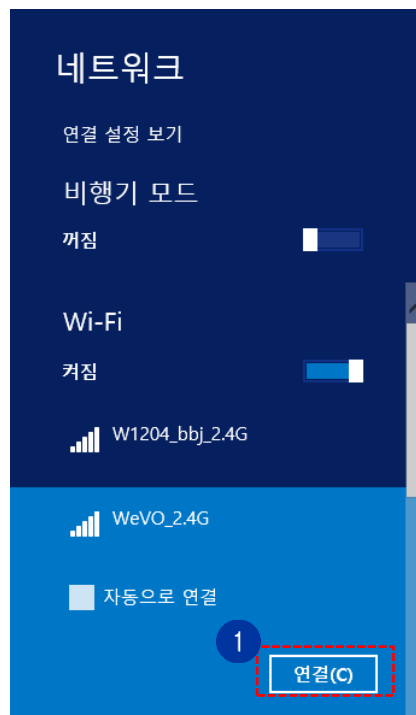 네트워크
연결 설정 보기
비행기 모드
꺼짐
Wi-Fi
켜짐
W1204_bbj_2.4G
WeVO_2.4G
자동으로 연결
1
연결(C)